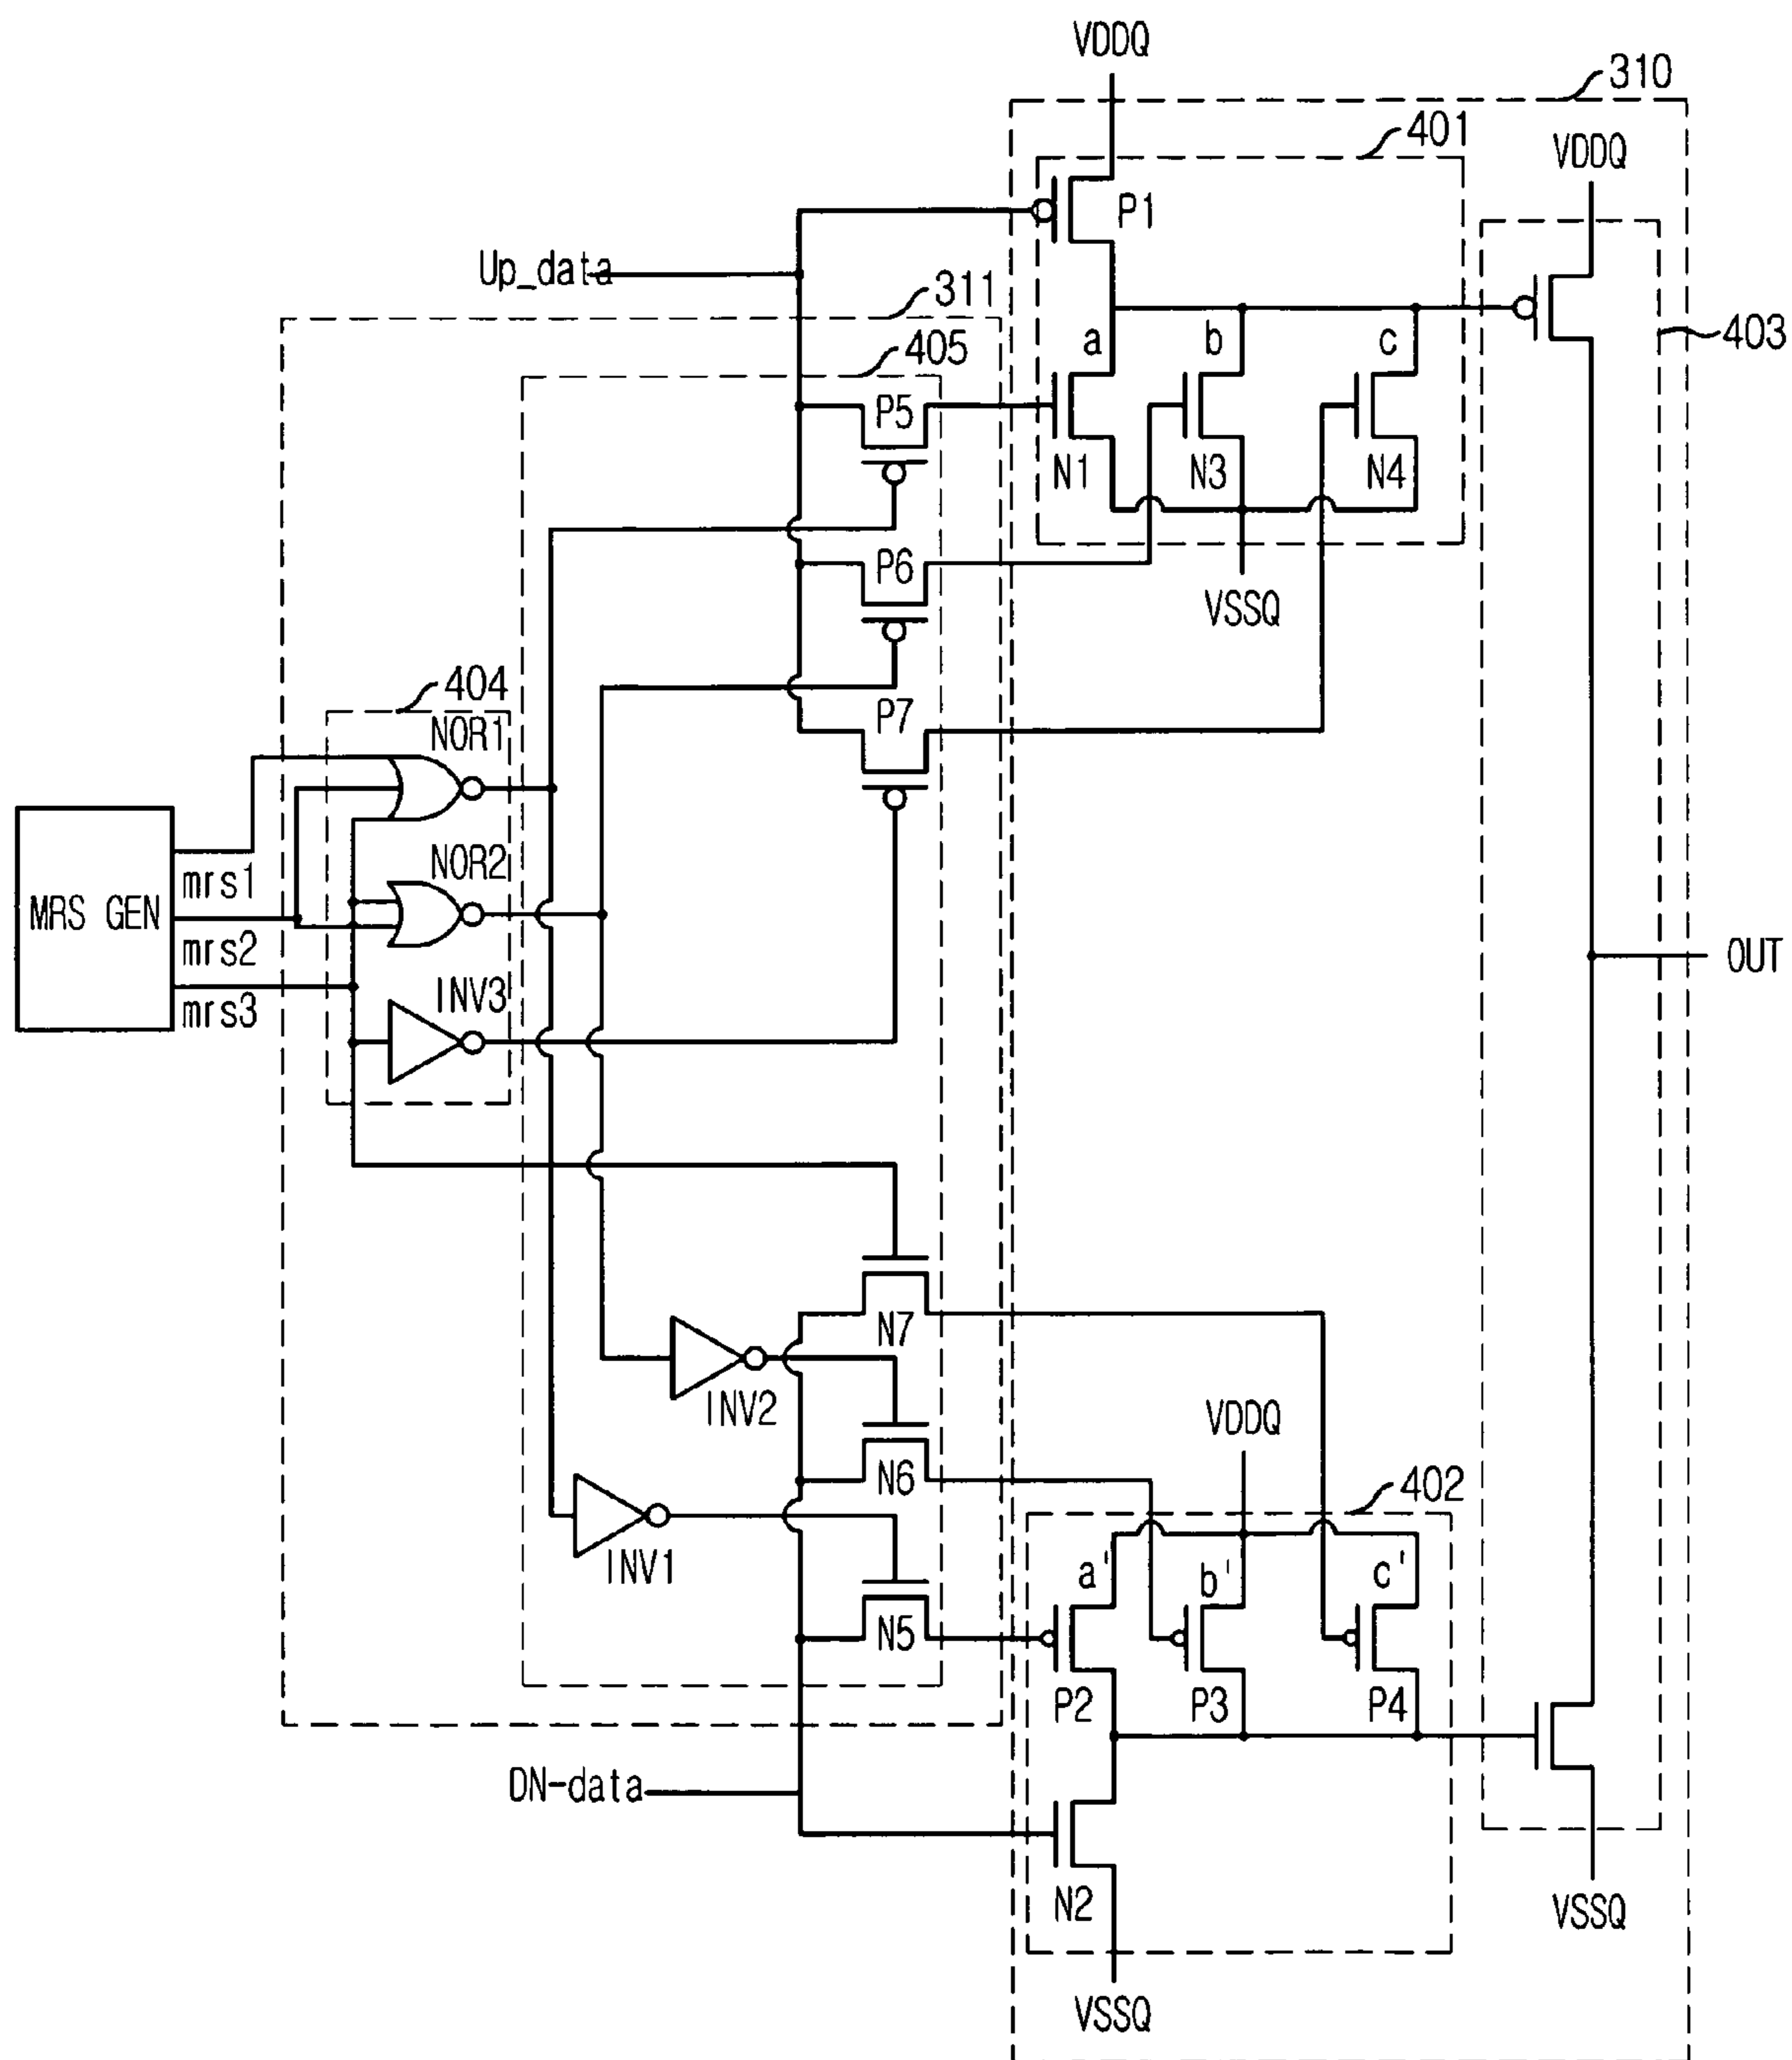 VDDQ
310
401
VDDQ
P1
Up_data
311
403
a
b
c
405
P5
N1
N3
N4
P6
VSSQ
404
P7
NOR1
NOR2
mrs1
MRS GEN
mrs2
OUT
INV3
mrs3
N7
INV2
VDDQ
N6
402
INV1
a'
b'
c'
N5
P2
P3
P4
DN-data
N2
VSSQ
VSSQ